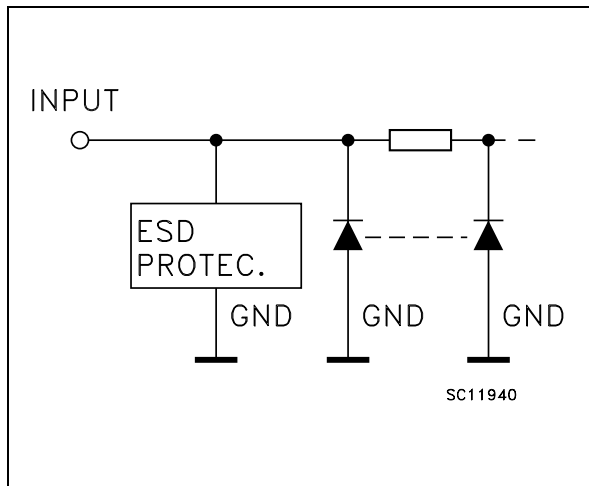 INPUT
ESD
PROTEC.
GND
GND
GND
SC11940